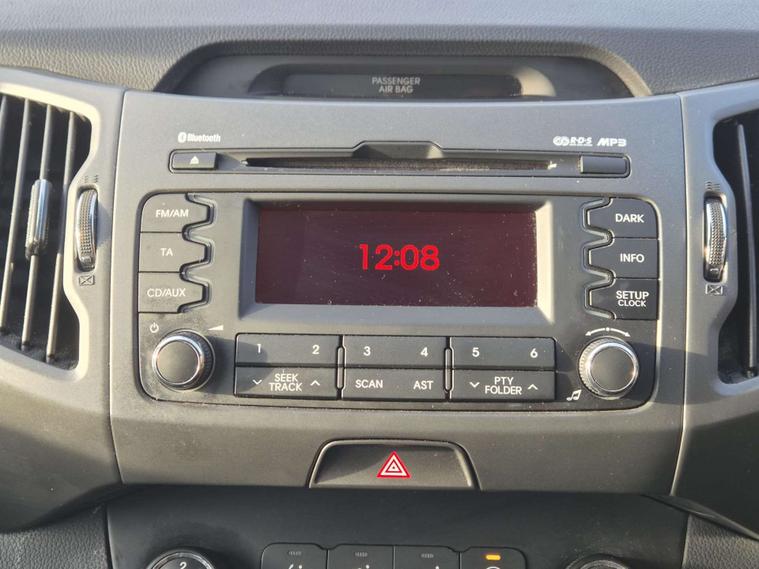 PASSENGER
AIR BAG
Bluetooth
R·D·S MP3
FM/AM
TA
CD/AUX
12:08
DARK
INFO
SETUP
CLOCK
1 2 3 4 5 6
SEEK
TRACK
SCAN AST
PTY
FOLDER
2